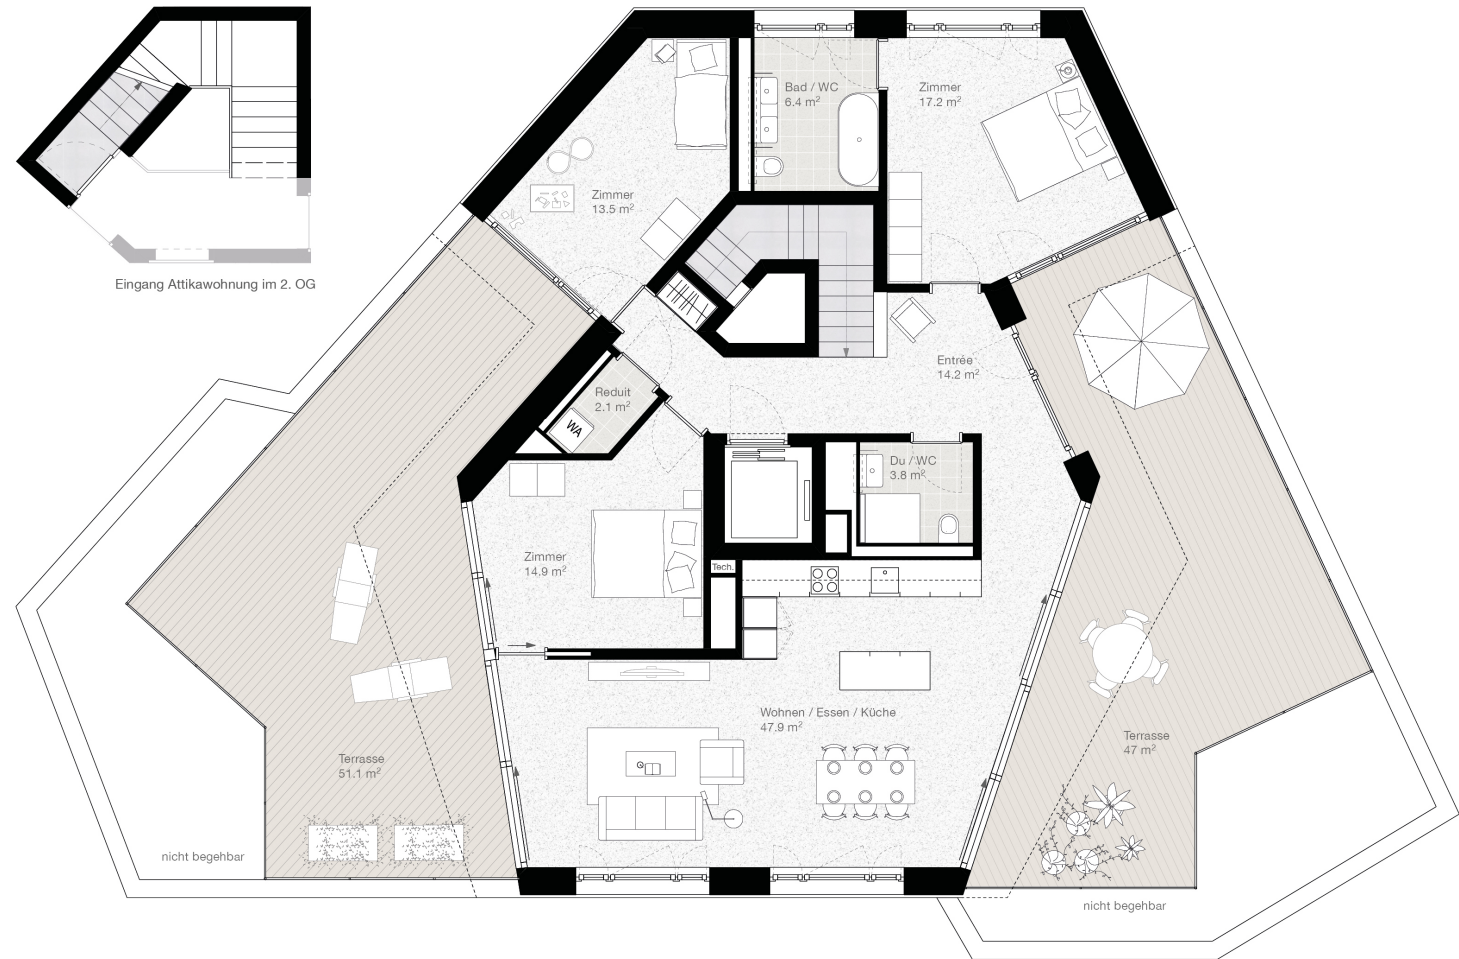 Eingang Attikawohnung im 2. OG
Bad / WC
6.4 m²
Zimmer
17.2 m²
Zimmer
13.5 m²
Entrée
14.2 m²
Reduit
2.1 m²
WA
Du / WC
3.8 m²
Zimmer
14.9 m²
Tech.
Wohnen / Essen / Küche
47.9 m²
Terrasse
51.1 m²
Terrasse
47 m²
nicht begehbar
nicht begehbar